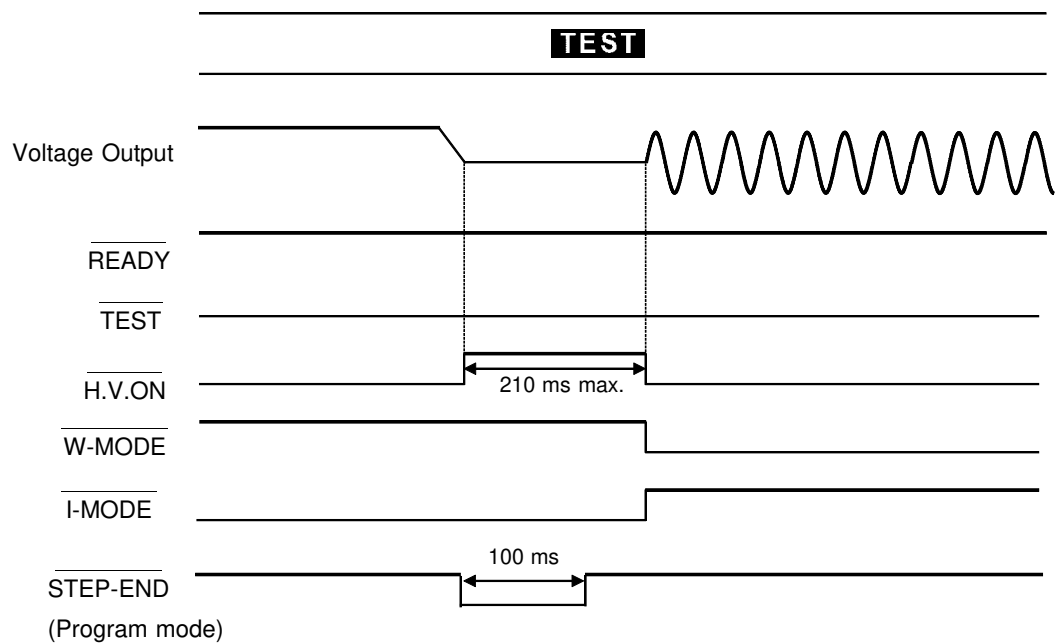 TEST
Voltage Output
READY
TEST
H.V.ON
210 ms max.
W-MODE
I-MODE
100 ms
STEP-END
(Program mode)